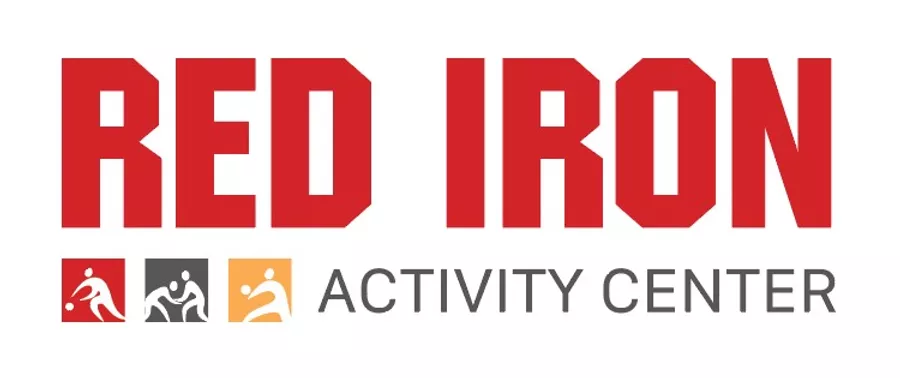 RED IRON
ACTIVITY CENTER